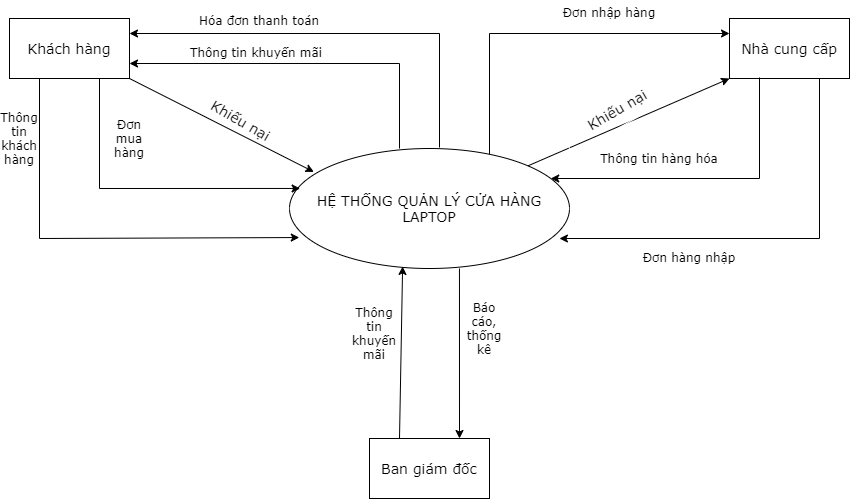 Hóa đơn thanh toán
Đơn nhập hàng
Khách hàng
Thông tin khuyến mãi
Nhà cung cấp
Khiếu nại
Khiếu nại
Thông
tin
khách
hàng
Đơn
mua
hàng
Thông tin hàng hóa
HỆ THỐNG QUẢN LÝ CỬA HÀNG
LAPTOP
Đơn hàng nhập
Thông
tin
khuyến
mãi
Báo
cáo,
thống
kê
Ban giám đốc